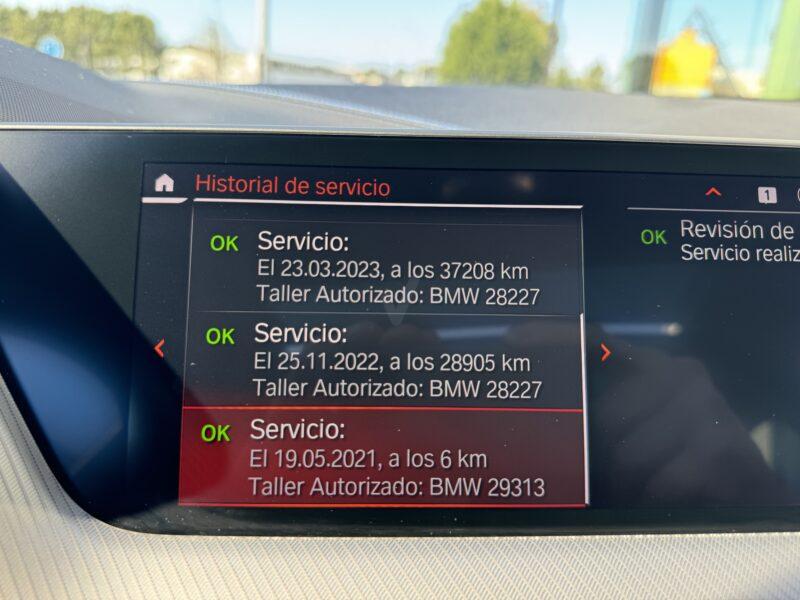 Historial de servicio
1
OK Servicio:
El 23.03.2023, a los 37208 km
Taller Autorizado: BMW 28227
OK Servicio:
El 25.11.2022, a los 28905 km
Taller Autorizado: BMW 28227
OK Servicio:
El 19.05.2021, a los 6 km
Taller Autorizado: BMW 29313
OK Revisión de
Servicio realiz